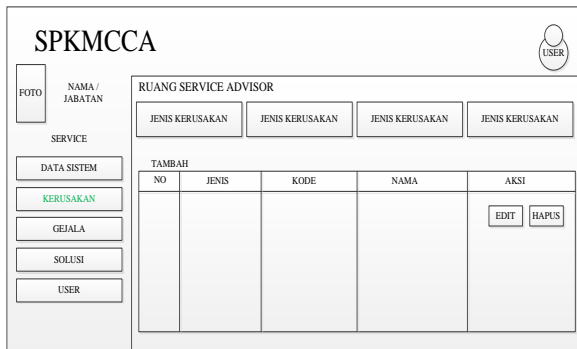 SPKMCCA
USER
FOTO
NAMA /
JABATAN
SERVICE
DATA SISTEM
KERUSAKAN
GEJALA
SOLUSI
USER
RUANG SERVICE ADVISOR
JENIS KERUSAKAN JENIS KERUSAKAN JENIS KERUSAKAN JENIS KERUSAKAN
TAMBAH
NO JENIS KODE NAMA AKSI
EDIT HAPUS